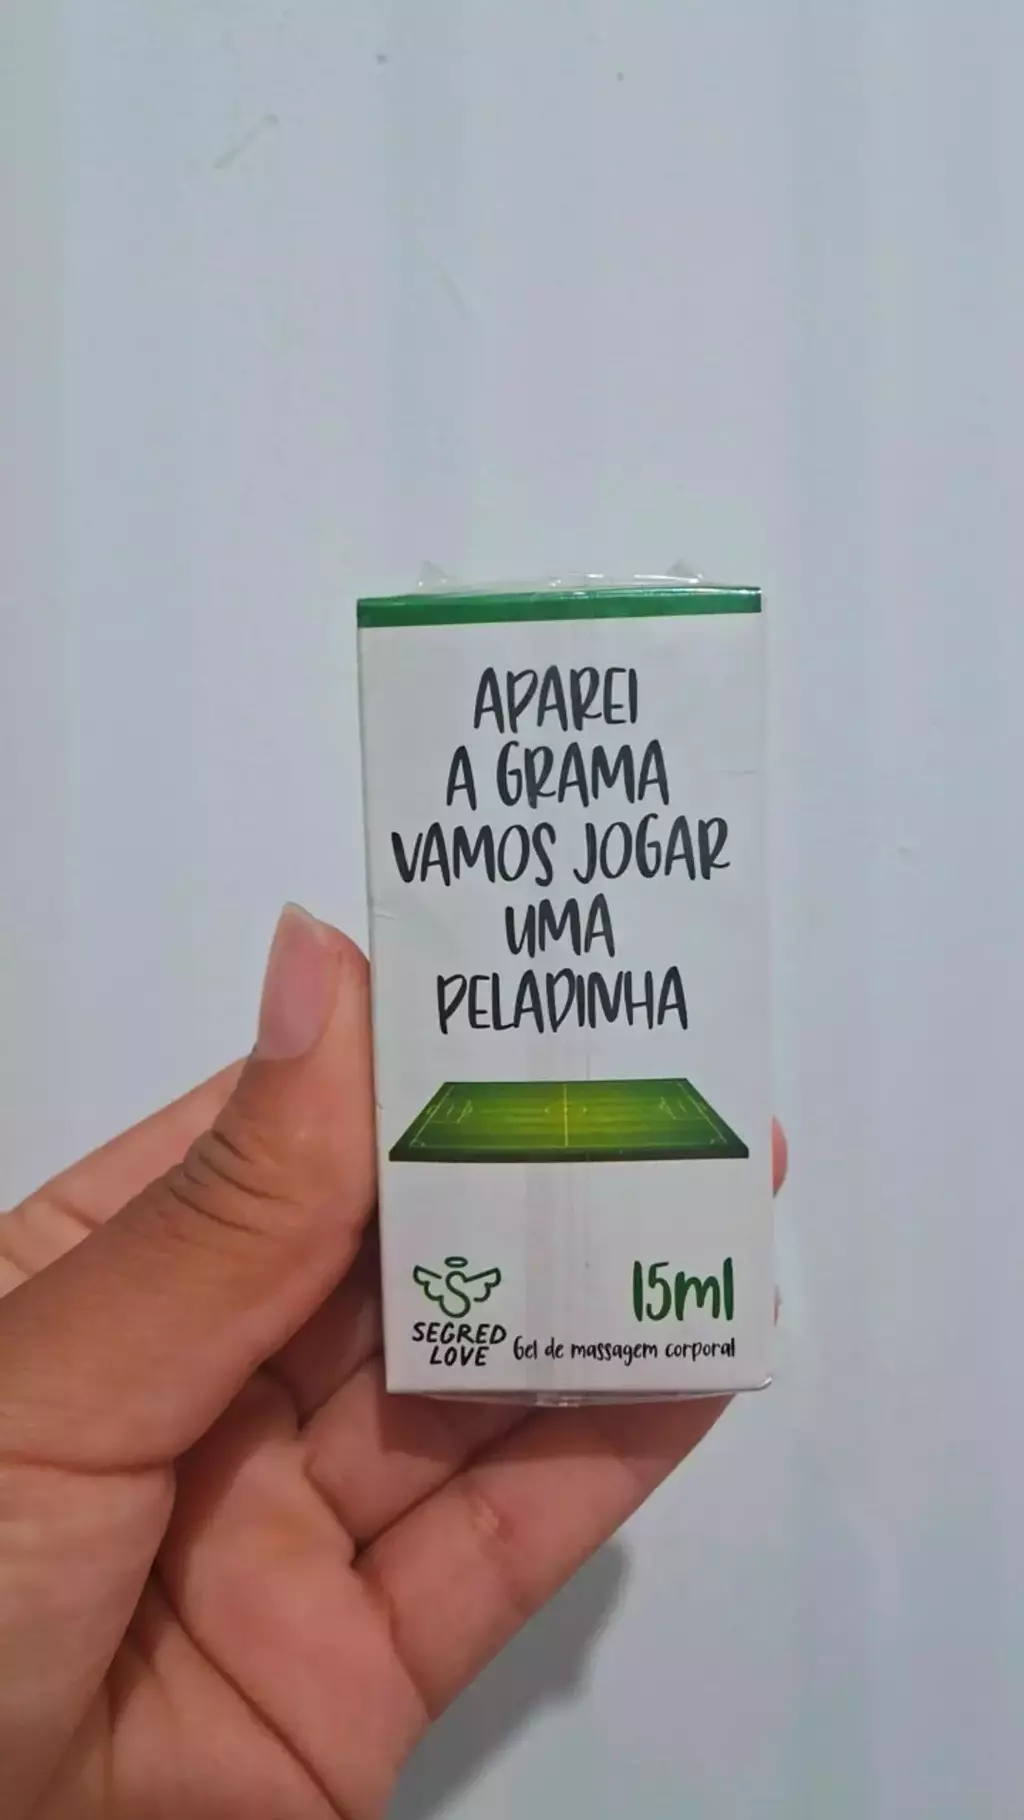 APAREI
A GRAMA
VAMOS JOGAR
UMA
PELADINHA
S
SEGRED
LOVE
15ml
Gel de massagem corporal